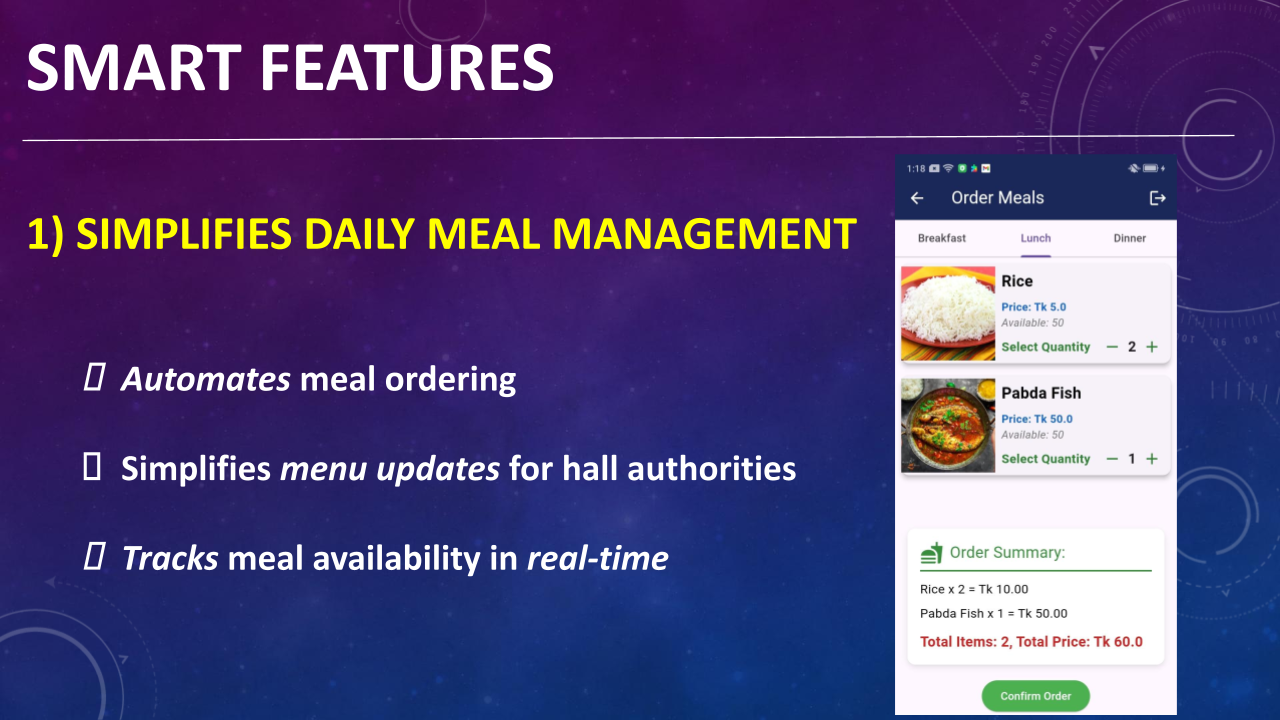 SMART FEATURES
1) SIMPLIFIES DAILY MEAL MANAGEMENT
Automates meal ordering
Simplifies menu updates for hall authorities
Tracks meal availability in real-time
1:18
Order Meals
Breakfast Lunch Dinner
Rice
Price: Tk 5.0
Available: 50
Select Quantity — 2 +
Pabda Fish
Price: Tk 50.0
Available: 50
Select Quantity — 1 +
Order Summary:
Rice x 2 = Tk 10.00
Pabda Fish x 1 = Tk 50.00
Total Items: 2, Total Price: Tk 60.0
Confirm Order